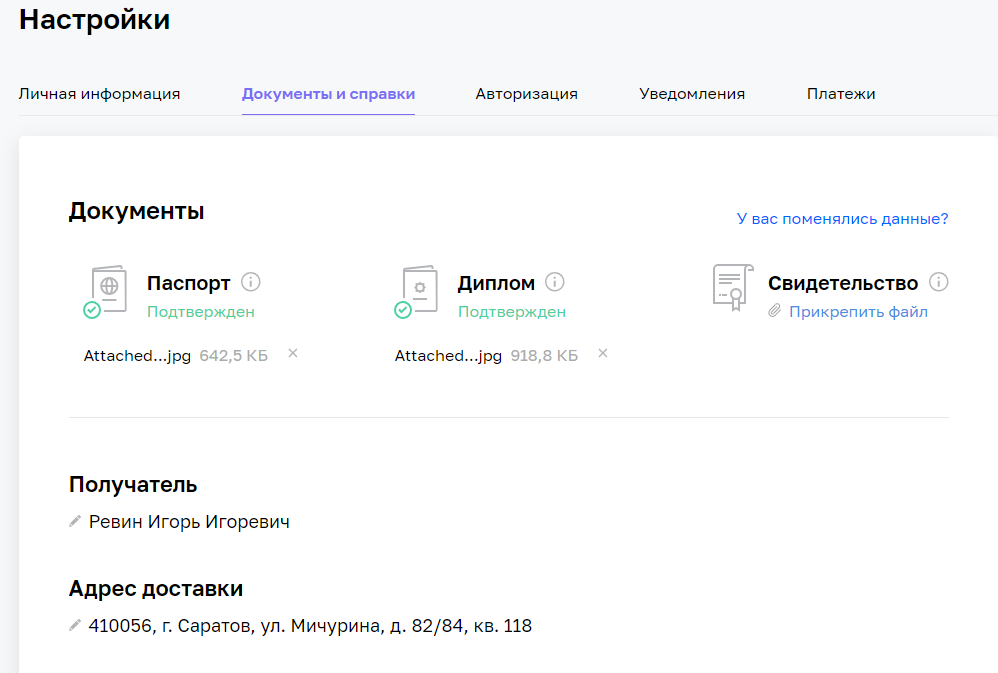 Настройки
Личная информация Документы и справки Авторизация Уведомления Платежи
Документы
У вас поменялись данные?
Паспорт
Подтвержден
Attached...jpg 642,5 КБ
Диплом
Подтвержден
Attached...jpg 918,8 КБ
Свидетельство
Прикрепить файл
Получатель
Ревин Игорь Игоревич
Адрес доставки
410056, г. Саратов, ул. Мичурина, д. 82/84, кв. 118